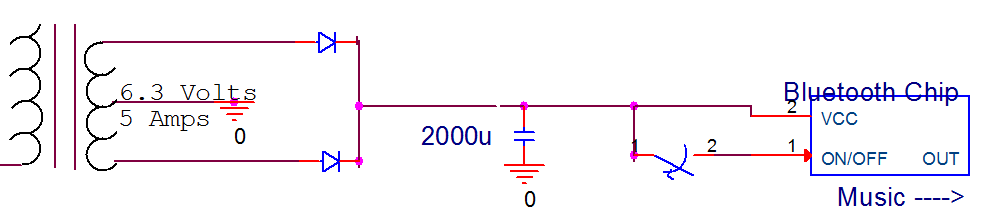 6.3 Volts
5 Amps
0
2000u
0
1
2
Bluetooth Chip
2
VCC
1
ON/OFF OUT
Music ---->